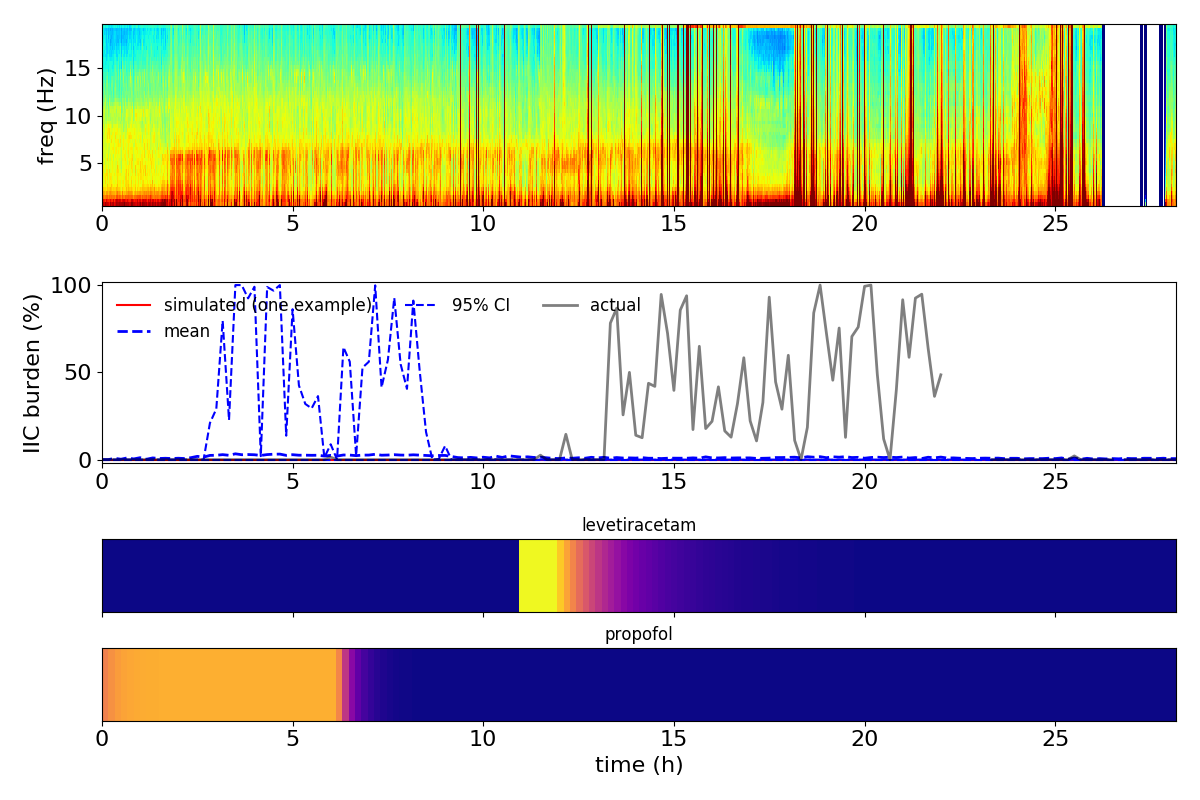 freq (Hz)
15
10
5
0 5 10 15 20 25
IIC burden (%)
100
50
0
simulated (one example) 95% CI actual
mean
0 5 10 15 20 25
levetiracetam
propofol
0 5 10 15 20 25
time (h)